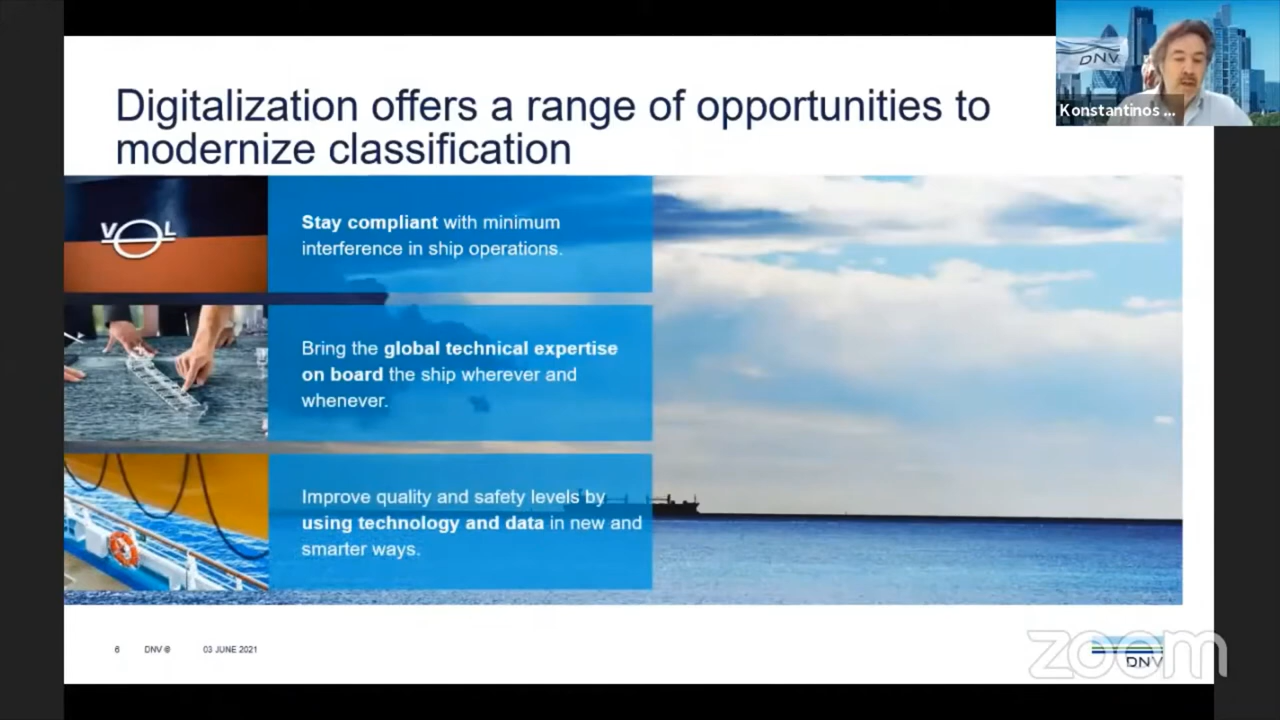 Digitalization offers a range of opportunities to
modernize classification
DNV
Konstantinos ...
V L
Stay compliant with minimum
interference in ship operations.
Bring the global technical expertise
on board the ship wherever and
whenever.
Improve quality and safety levels by
using technology and data in new and
smarter ways.
6 DNV © 03 JUNE 2021
DNV
zoom